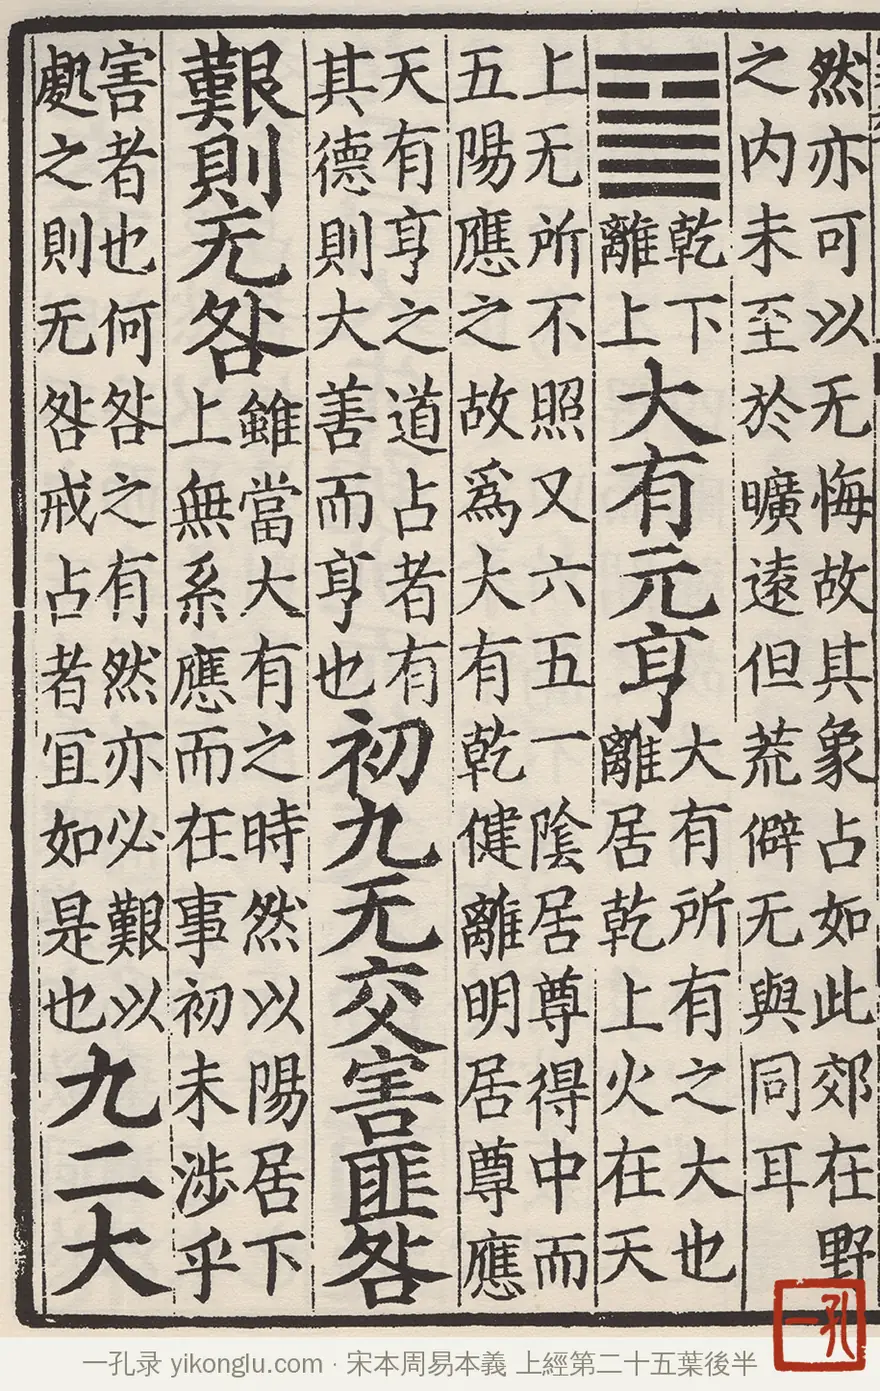 然亦可以无悔故其象占如此郊在野
之内未至於曠遠但荒僻无與同耳
乾下
離上
大有元亨
大有所有之大也
離居乾上火在天
上无所不照又六五一陰居尊得中而
五陽應之故爲大有乾健離明居尊應
天有亨之道占者有
其德則大善而亨也
初九无交害匪咎
艱則无咎
雖當大有之時然以陽居下
上無系應而在事初未涉乎
害者也何咎之有然亦必艱以
處之則无咎戒占者宜如是也
九二大
一孔
一孔录 yikonglu.com · 宋本周易本義 上經第二十五葉後半